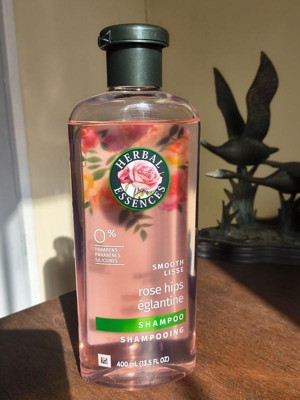 HERBAL
ESSENCES
0%
PARABENS
PARABÈNES
SILICONES
SMOOTH
LISSE
rose hips
églantine
SHAMPOO
SHAMPOOING
400 mL (13.5 FL OZ)